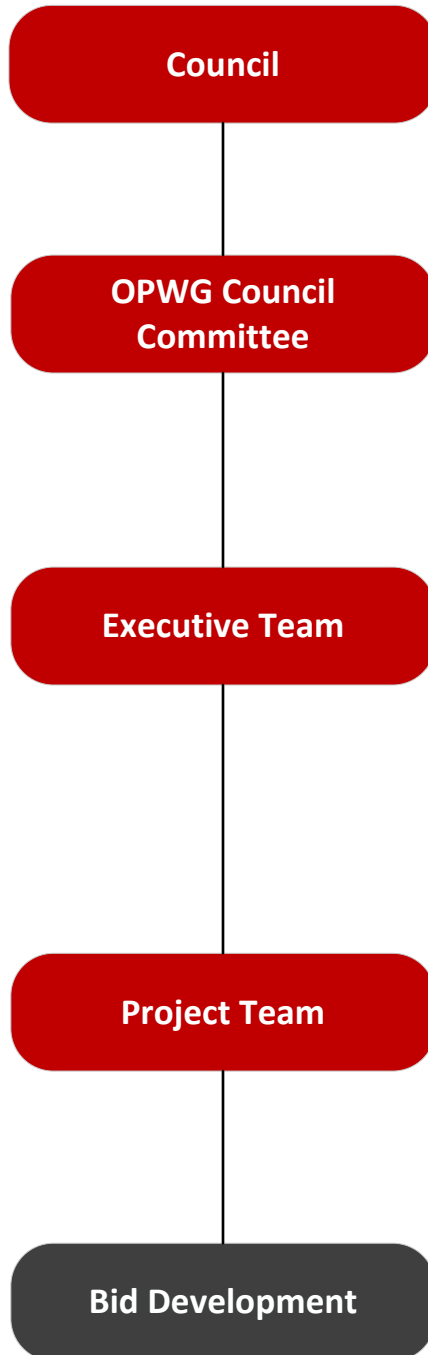 Council
OPWG Council
Committee
Executive Team
Project Team
Bid Development